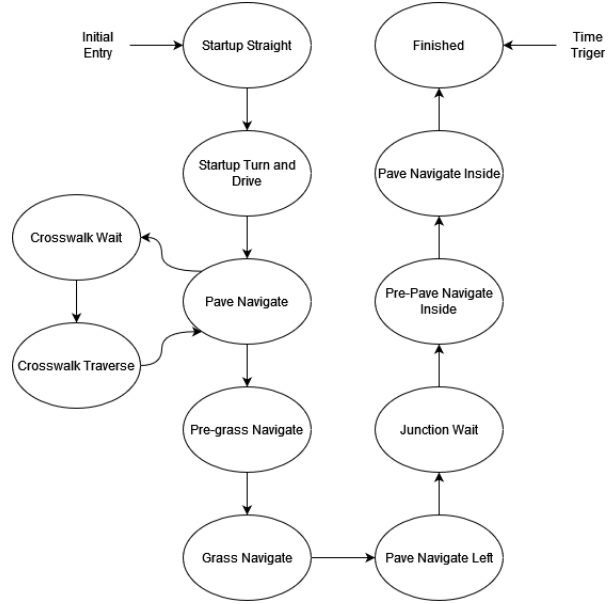 Initial
Entry
Startup Straight
Finished
Time
Triger
Startup Turn and
Drive
Pave Navigate Inside
Crosswalk Wait
Pave Navigate
Pre-Pave Navigate
Inside
Crosswalk Traverse
Pre-grass Navigate
Junction Wait
Grass Navigate
Pave Navigate Left